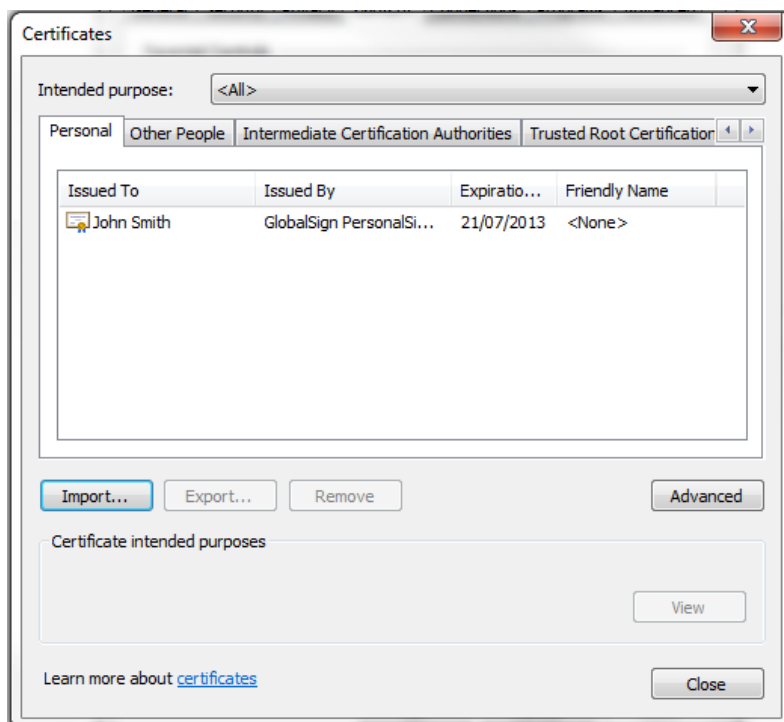 Certificates
Intended purpose: <All>
Personal Other People Intermediate Certification Authorities Trusted Root Certification
Issued To Issued By Expiratio... Friendly Name
John Smith GlobalSign PersonalSi... 21/07/2013 <None>
Import... Export... Remove Advanced
Certificate intended purposes
View
Learn more about certificates
Close